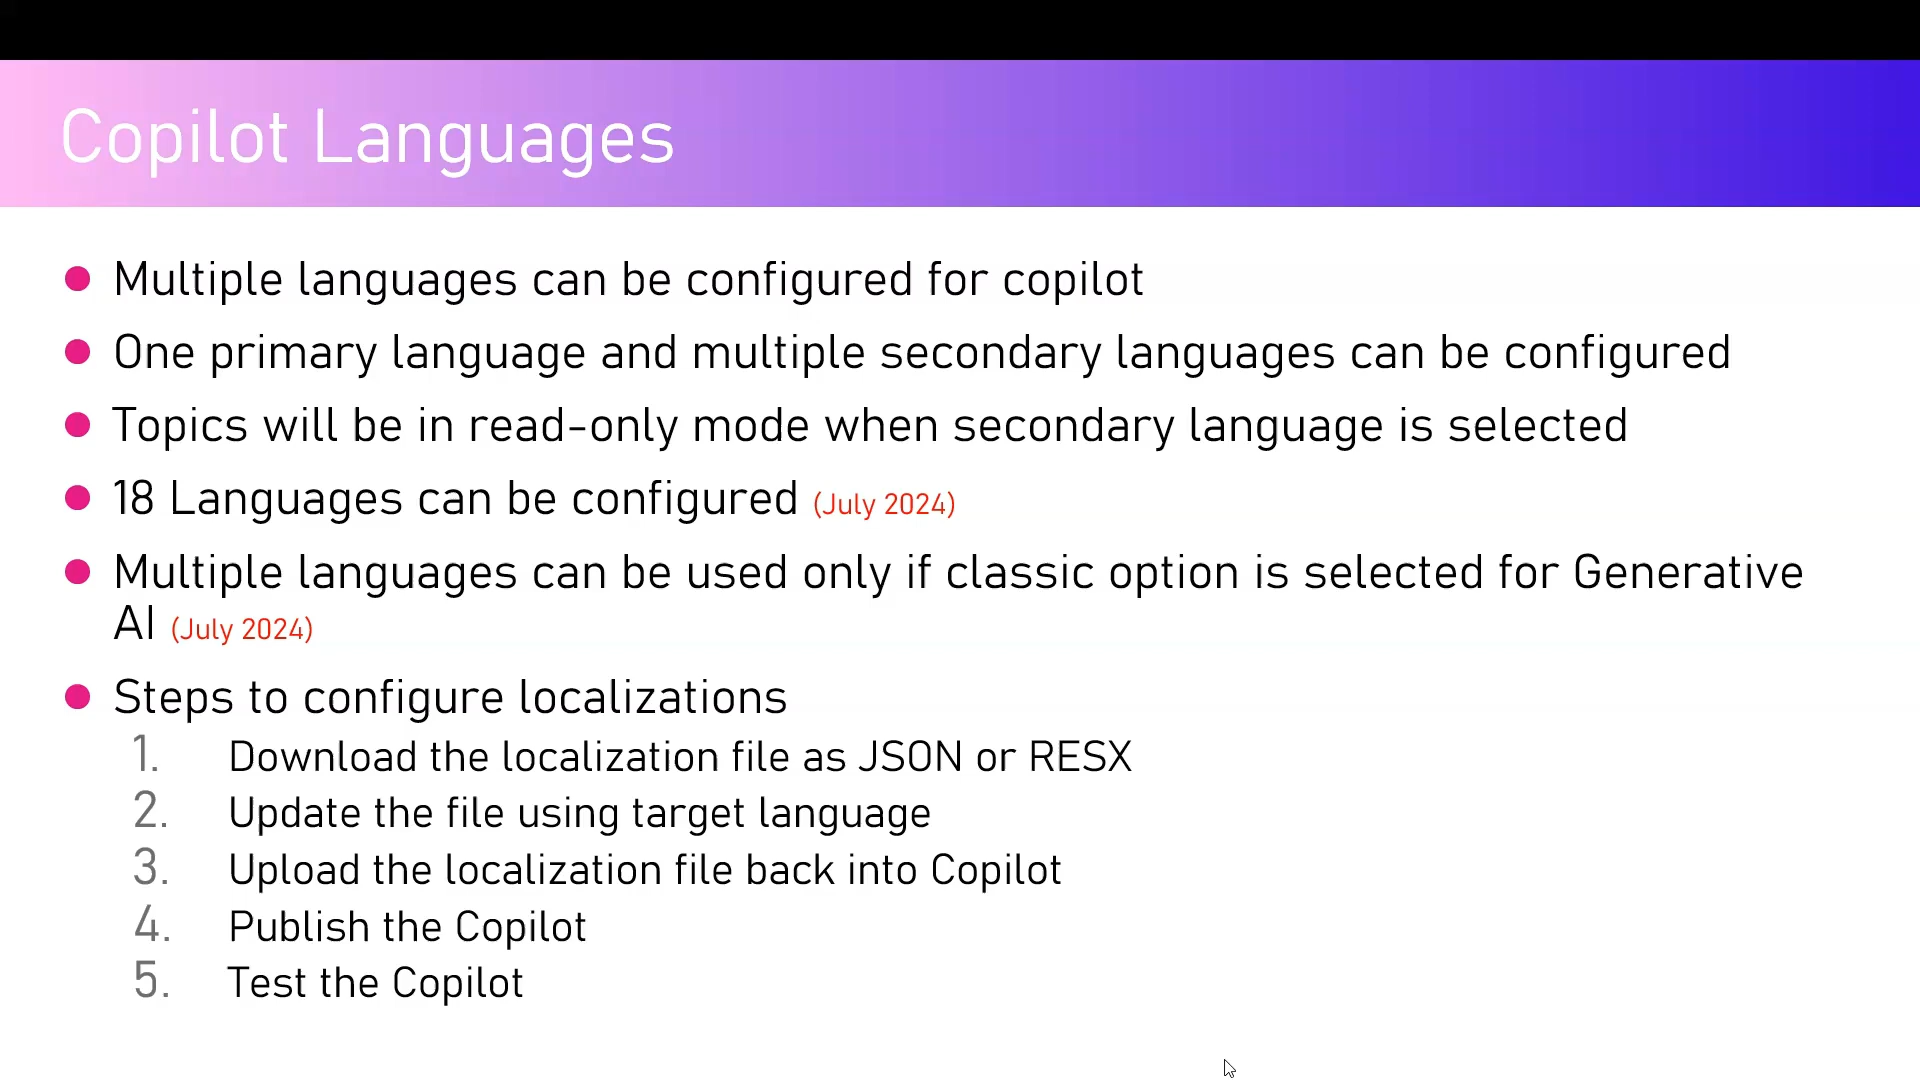 Copilot Languages
Multiple languages can be configured for copilot
One primary language and multiple secondary languages can be configured
Topics will be in read-only mode when secondary language is selected
18 Languages can be configured (July 2024)
Multiple languages can be used only if classic option is selected for Generative
AI (July 2024)
Steps to configure localizations
1. Download the localization file as JSON or RESX
2. Update the file using target language
3. Upload the localization file back into Copilot
4. Publish the Copilot
5. Test the Copilot